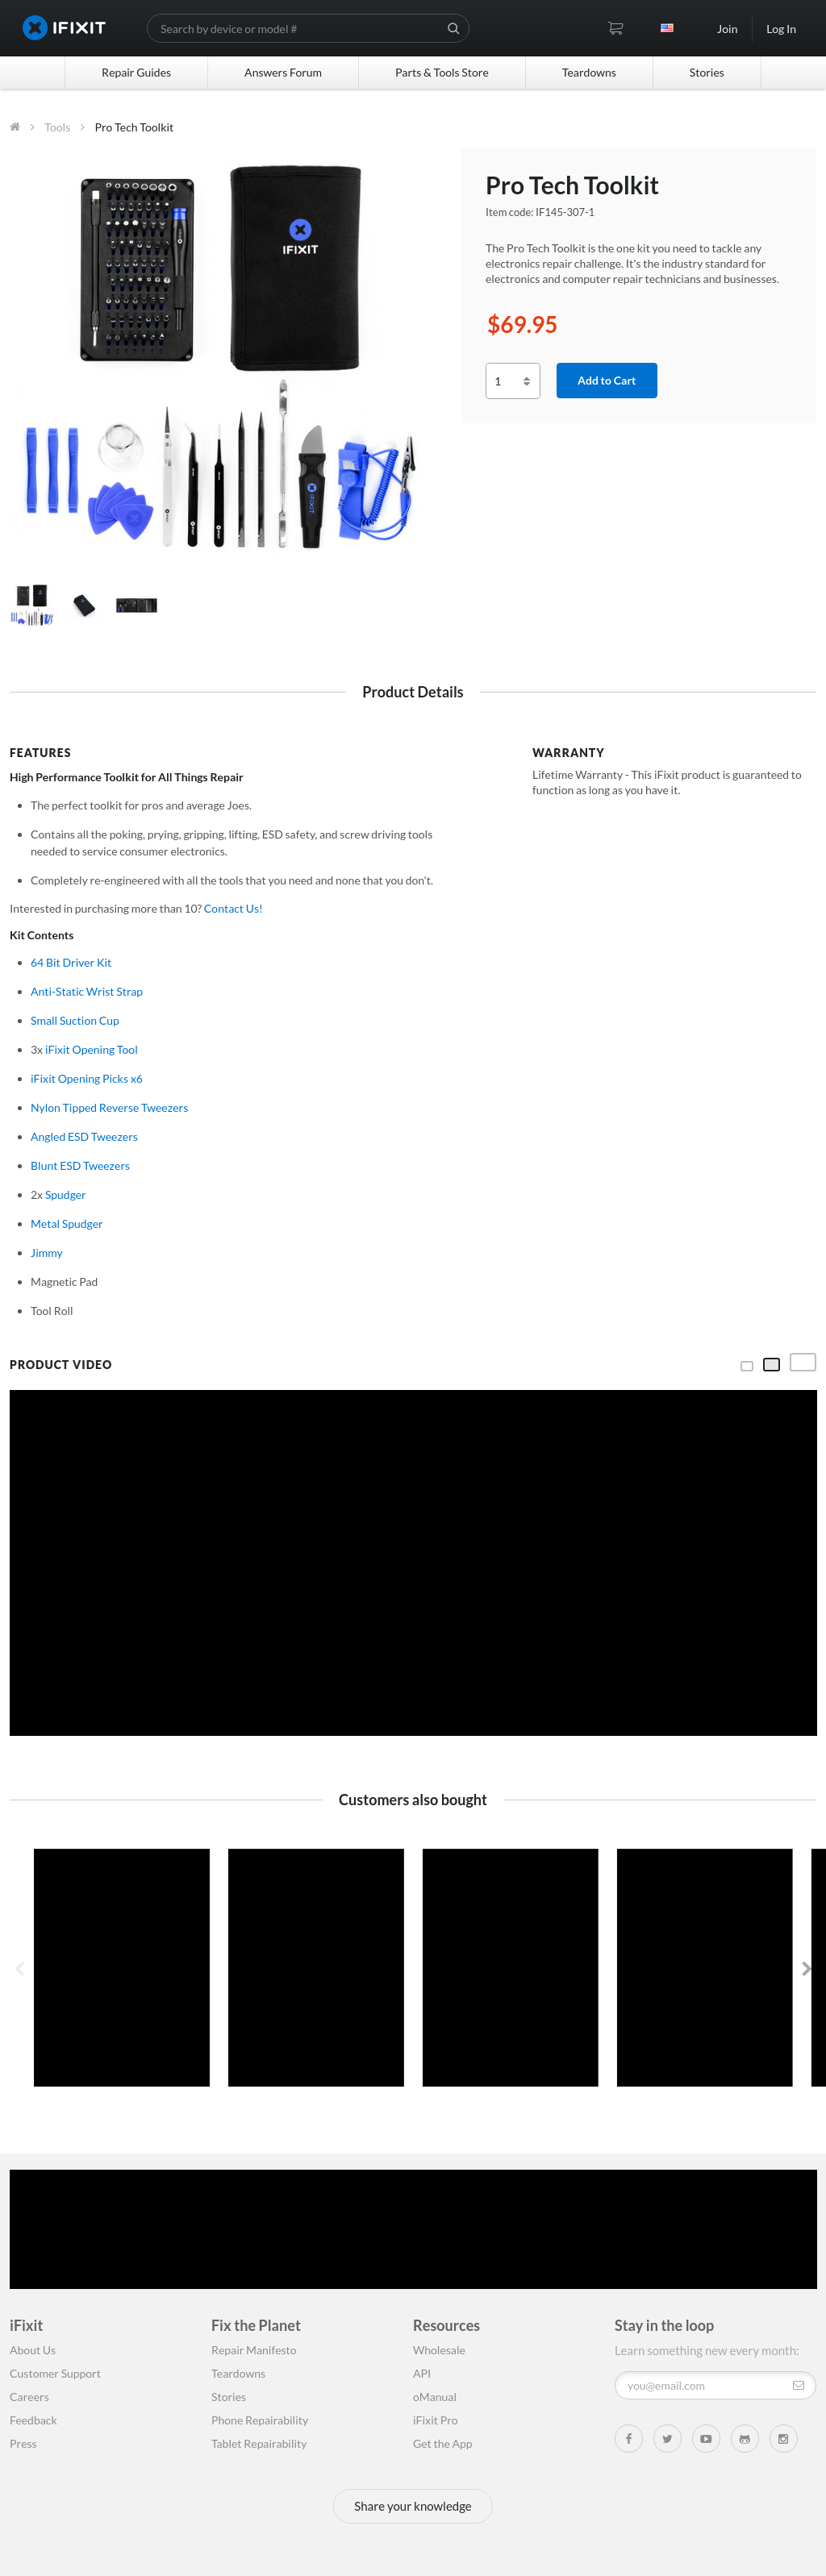 IFIXIT
Search by device or model #
Join
Log In
Repair Guides
Answers Forum
Parts & Tools Store
Teardowns
Stories
Tools
Pro Tech Toolkit
IFIXIT
IFIXIT
Pro Tech Toolkit
Item code: IF145-307-1
The Pro Tech Toolkit is the one kit you need to tackle any
electronics repair challenge. It's the industry standard for
electronics and computer repair technicians and businesses.
$69.95
1
Add to Cart
Product Details
FEATURES
High Performance Toolkit for All Things Repair
The perfect toolkit for pros and average Joes.
Contains all the poking, prying, gripping, lifting, ESD safety, and screw driving tools
needed to service consumer electronics.
Completely re-engineered with all the tools that you need and none that you don't.
Interested in purchasing more than 10? Contact Us!
Kit Contents
64 Bit Driver Kit
Anti-Static Wrist Strap
Small Suction Cup
3x iFixit Opening Tool
iFixit Opening Picks x6
Nylon Tipped Reverse Tweezers
Angled ESD Tweezers
Blunt ESD Tweezers
2x Spudger
Metal Spudger
Jimmy
Magnetic Pad
Tool Roll
WARRANTY
Lifetime Warranty - This iFixit product is guaranteed to
function as long as you have it.
PRODUCT VIDEO
Customers also bought
iFixit
About Us
Customer Support
Careers
Feedback
Press
Fix the Planet
Repair Manifesto
Teardowns
Stories
Phone Repairability
Tablet Repairability
Resources
Wholesale
API
oManual
iFixit Pro
Get the App
Stay in the loop
Learn something new every month:
you@email.com
Share your knowledge